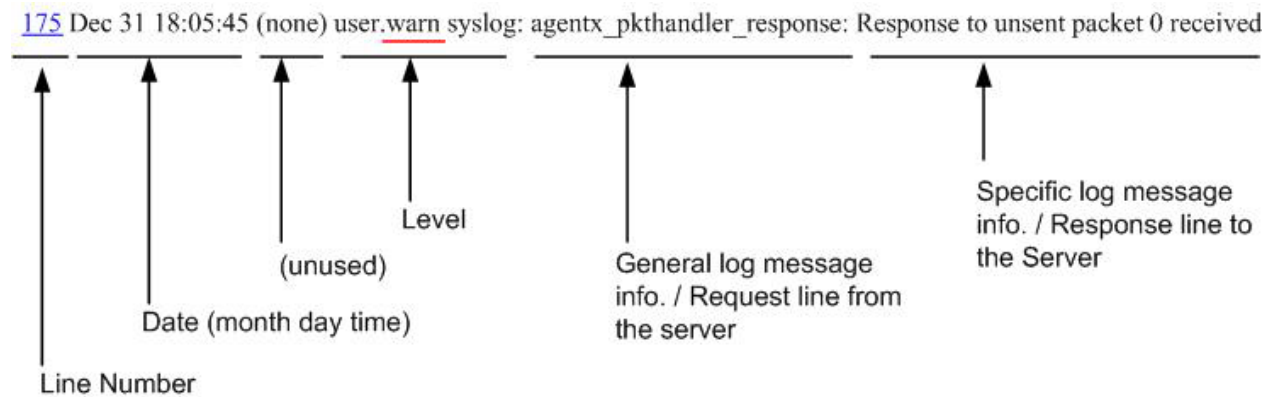 175 Dec 31 18:05:45 (none) user.warn syslog: agentx_pkthandler_response: Response to unsent packet 0 received
Level
(unused)
Date (month day time)
Line Number
General log message
info. / Request line from
the server
Specific log message
info. / Response line to
the Server